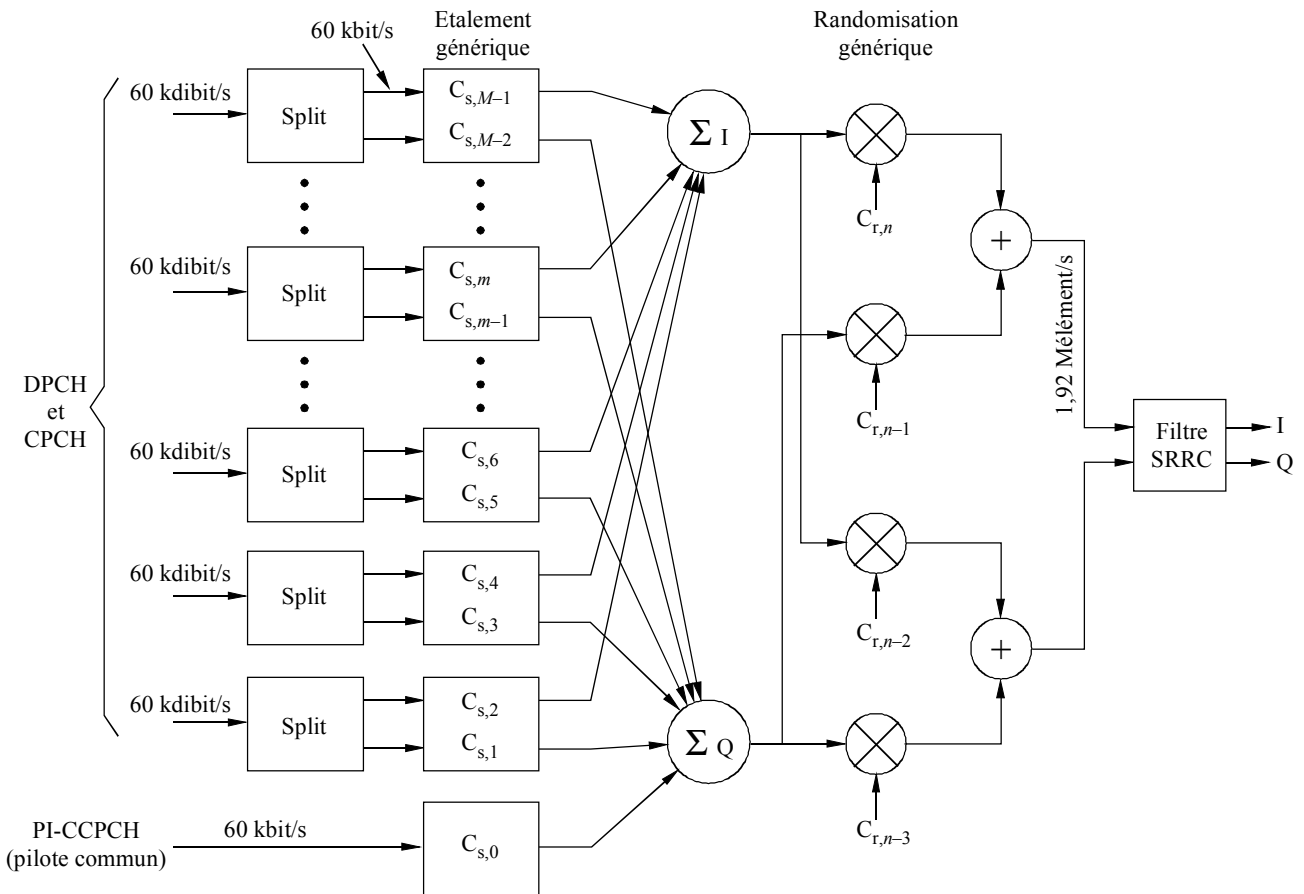 Etalement
générique
Randomisation
générique
60 kbit/s
60 kdibit/s
Split
C_{s,M–1}
C_{s,M–2}
Σ I
C_{r,n}
+
60 kdibit/s
Split
C_{s,m}
C_{s,m–1}
C_{r,n–1}
1,92 Mélément/s
DPCH
et
CPCH
60 kdibit/s
Split
C_{s,6}
C_{s,5}
Filtre
SRRC
I
Q
60 kdibit/s
Split
C_{s,4}
C_{s,3}
C_{r,n–2}
+
60 kdibit/s
Split
C_{s,2}
C_{s,1}
Σ Q
C_{r,n–3}
PI-CCPCH
(pilote commun)
60 kbit/s
C_{s,0}